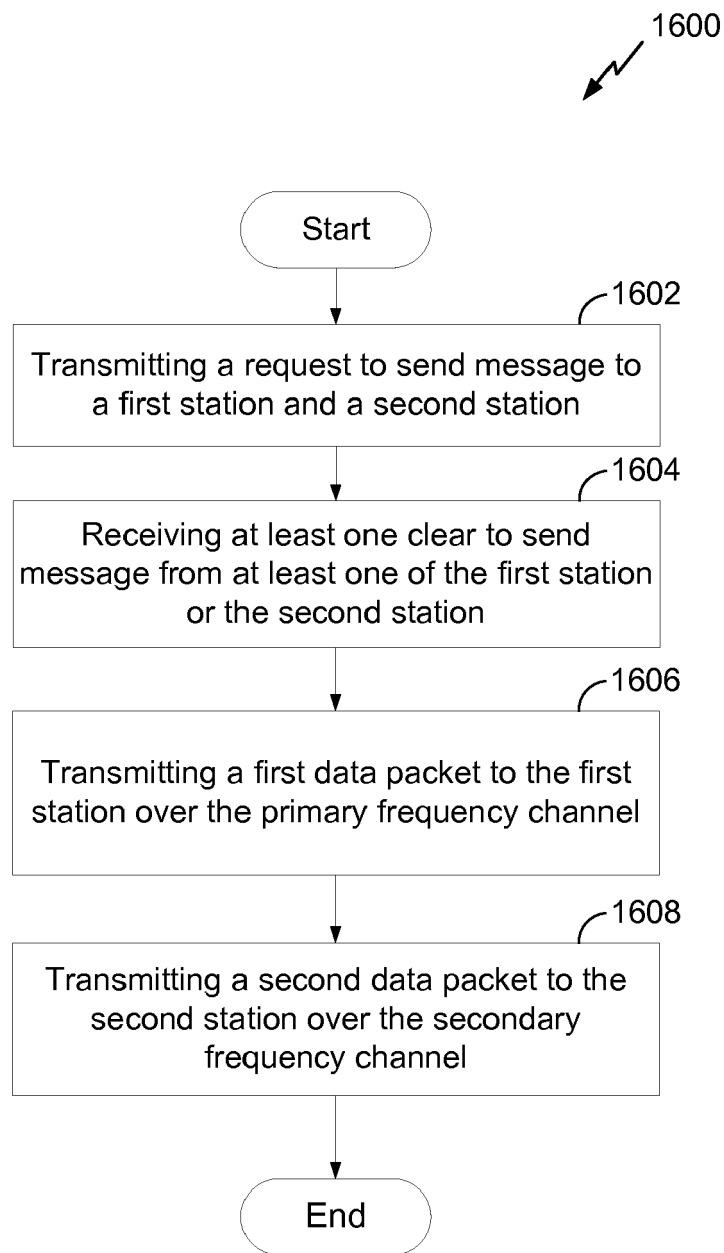 1600
Start
1602
Transmitting a request to send message to
a first station and a second station
1604
Receiving at least one clear to send
message from at least one of the first station
or the second station
1606
Transmitting a first data packet to the first
station over the primary frequency channel
1608
Transmitting a second data packet to the
second station over the secondary
frequency channel
End